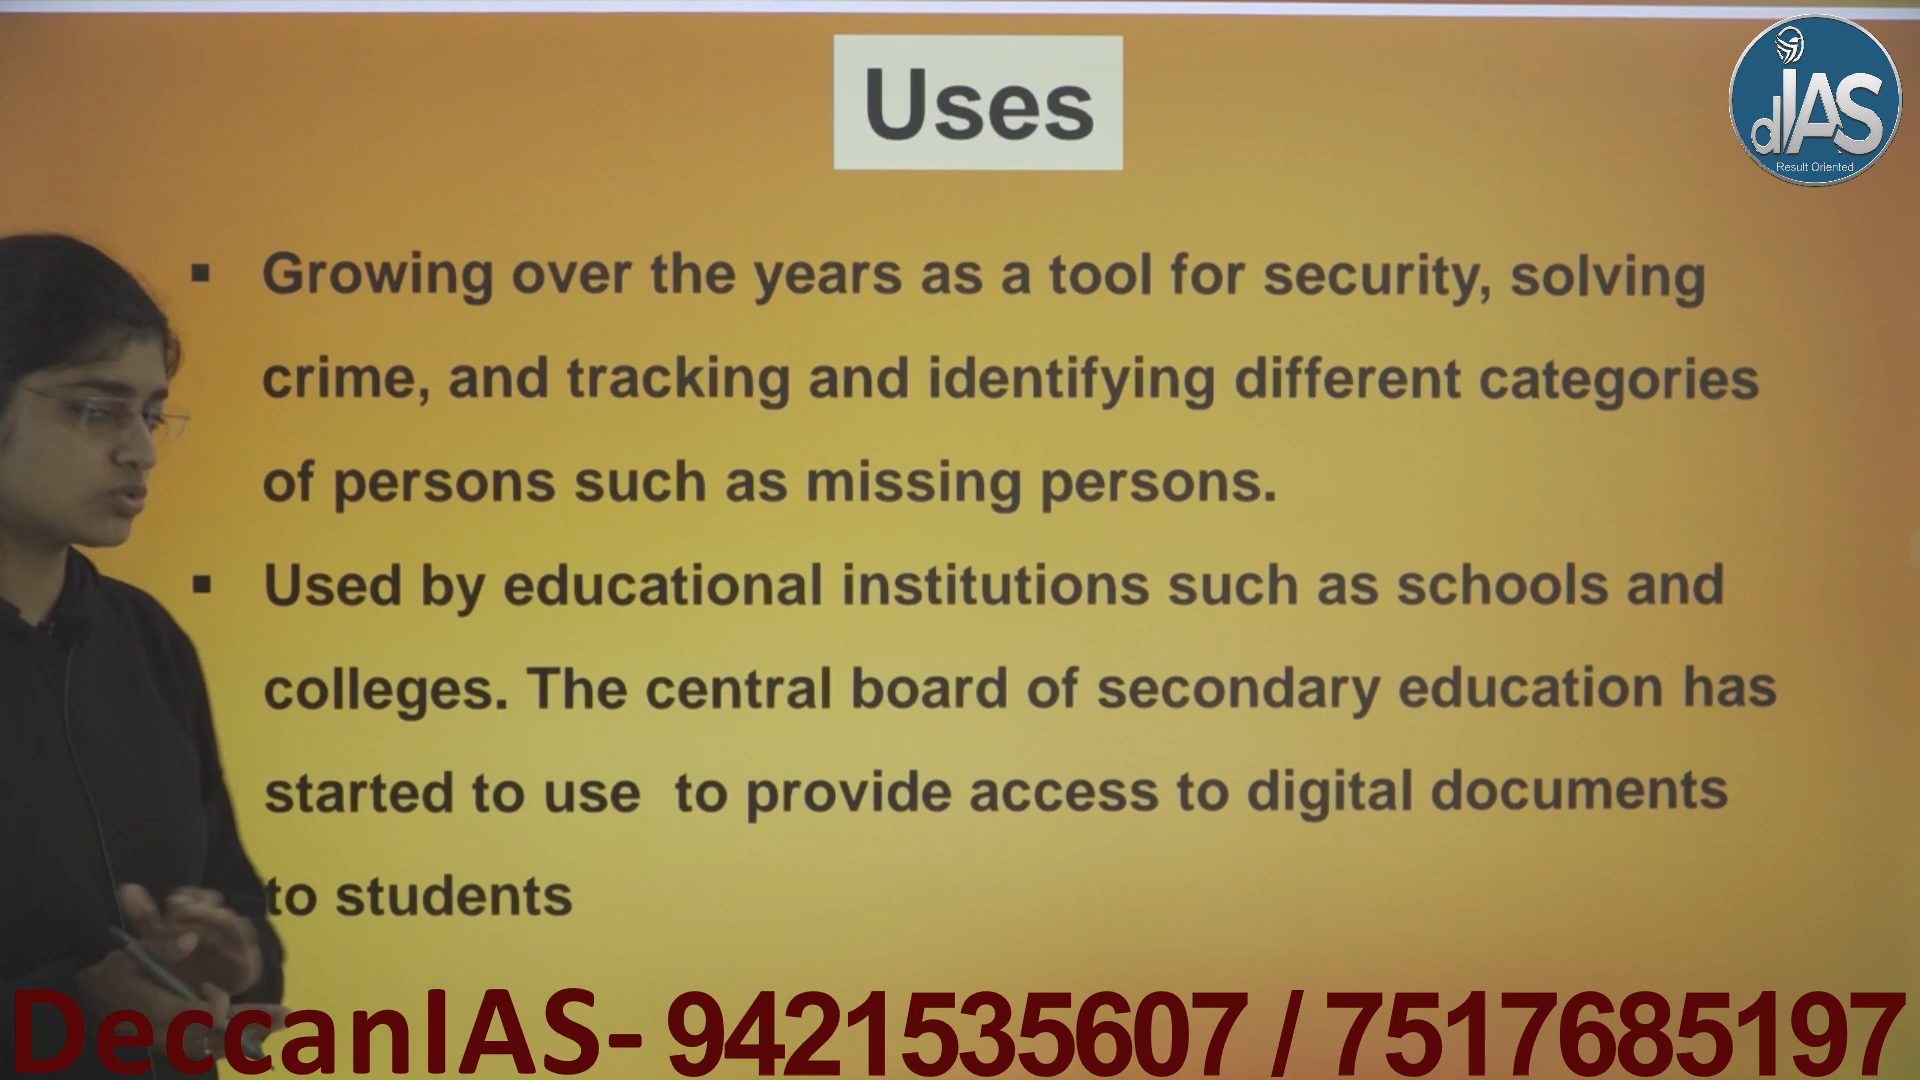 Uses
dIAS
Result Oriented
▪ Growing over the years as a tool for security, solving
crime, and tracking and identifying different categories
of persons such as missing persons.
▪ Used by educational institutions such as schools and
colleges. The central board of secondary education has
started to use to provide access to digital documents
to students
DeccanIAS- 9421535607 / 7517685197